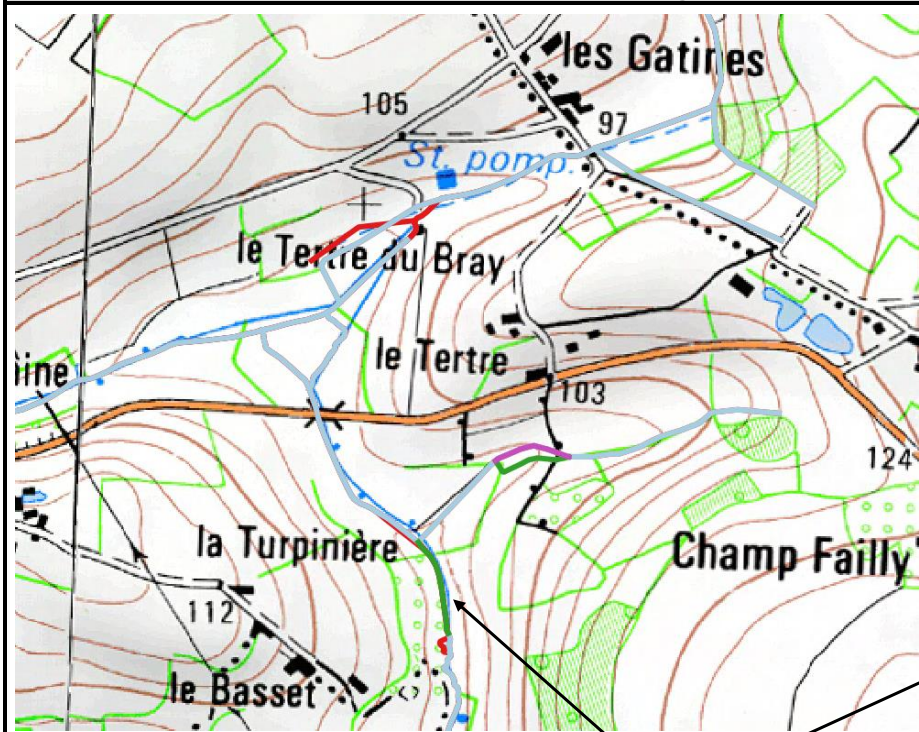 les Gatines
105
97
St. pomp.
le Tertre du Bray
le Tertre
103
124
la Turpinière
Champ Failly
112
le Basset